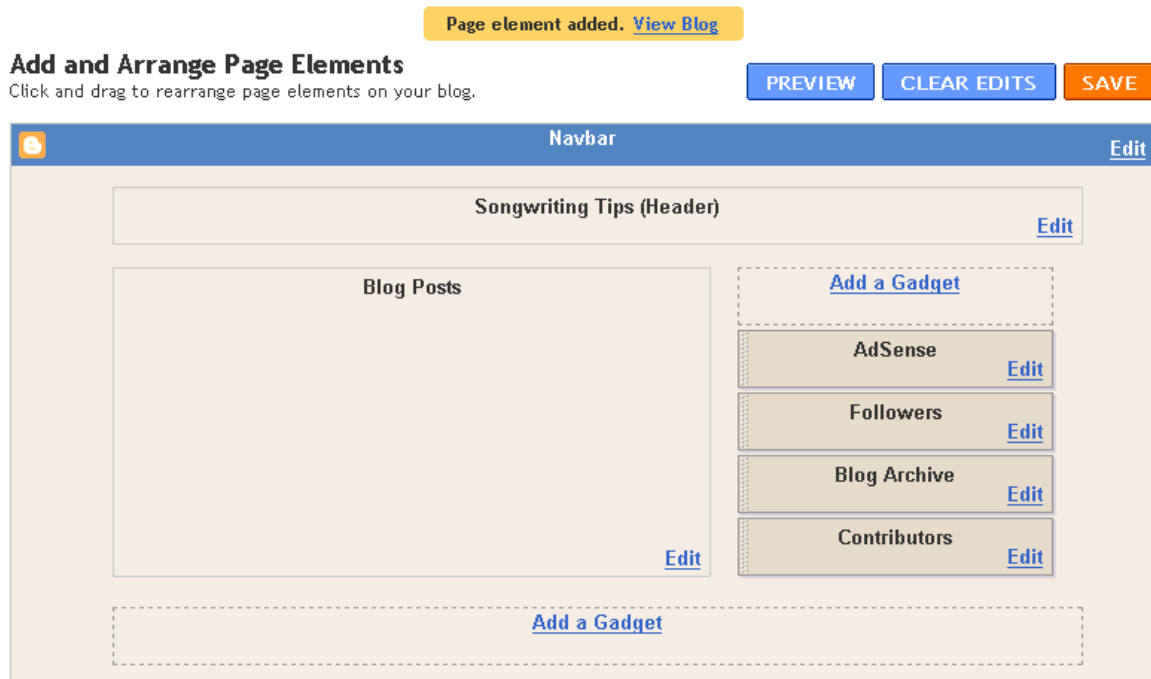 Page element added. View Blog
Add and Arrange Page Elements
Click and drag to rearrange page elements on your blog.
PREVIEW CLEAR EDITS SAVE
Navbar
Edit
Songwriting Tips (Header)
Edit
Blog Posts
Edit
Add a Gadget
AdSense
Edit
Followers
Edit
Blog Archive
Edit
Contributors
Edit
Add a Gadget